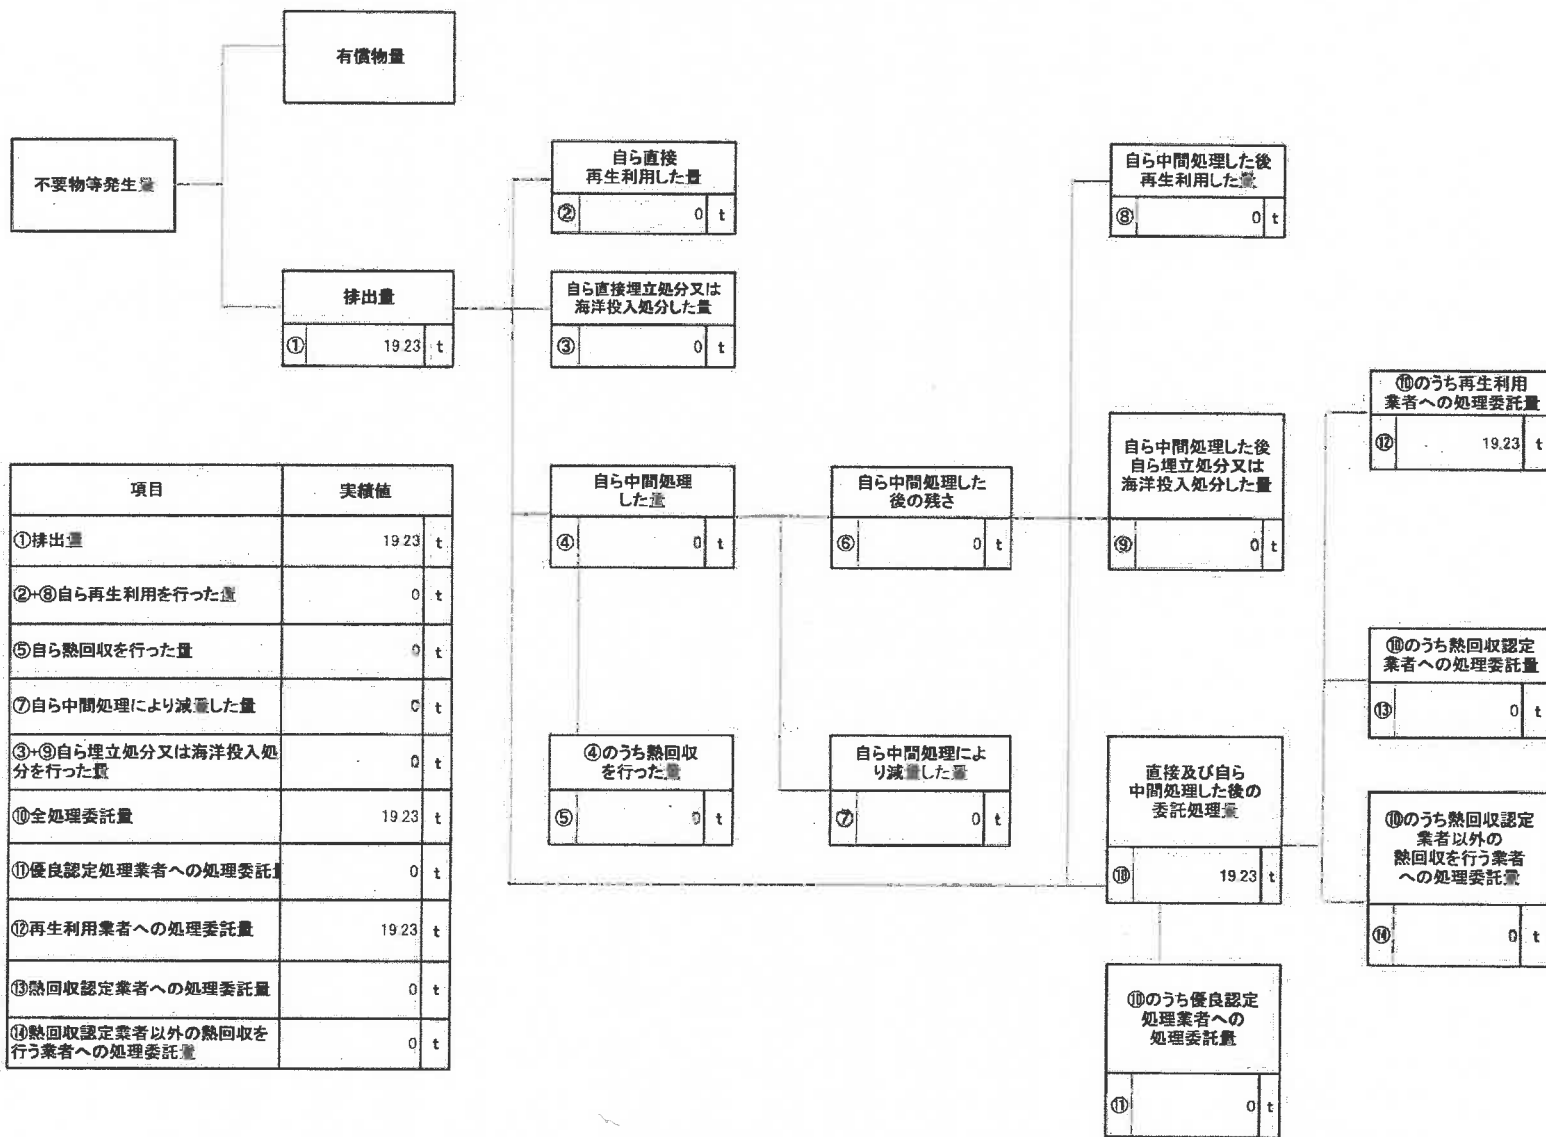 有償物量
不要物等発生量
排出量
① 19.23 t
自ら直接
再生利用した量
② 0 t
自ら直接埋立処分又は
海洋投入処分した量
③ 0 t
自ら中間処理
した量
④ 0 t
④のうち熱回収
を行った量
⑤ 0 t
自ら中間処理した
後の残さ
⑥ 0 t
自ら中間処理によ
り減量した量
⑦ 0 t
自ら中間処理した後
再生利用した量
⑧ 0 t
自ら中間処理した後
自ら埋立処分又は
海洋投入処分した量
⑨ 0 t
直接及び自ら
中間処理した後の
委託処理量
⑩ 19.23 t
⑩のうち優良認定
処理業者への
処理委託量
⑪ 0 t
⑩のうち再生利用
業者への処理委託量
⑫ 19.23 t
⑩のうち熱回収認定
業者への処理委託量
⑬ 0 t
⑩のうち熱回収認定
業者以外の
熱回収を行う業者
への処理委託量
⑭ 0 t
項目 実績値
①排出量 19.23 t
②+⑧自ら再生利用を行った量 0 t
⑤自ら熱回収を行った量 0 t
⑦自ら中間処理により減量した量 0 t
③+⑨自ら埋立処分又は海洋投入処
分を行った量 0 t
⑩全処理委託量 19.23 t
⑪優良認定処理業者への処理委託量 0 t
⑫再生利用業者への処理委託量 19.23 t
⑬熱回収認定業者への処理委託量 0 t
⑭熱回収認定業者以外の熱回収を
行う業者への処理委託量 0 t